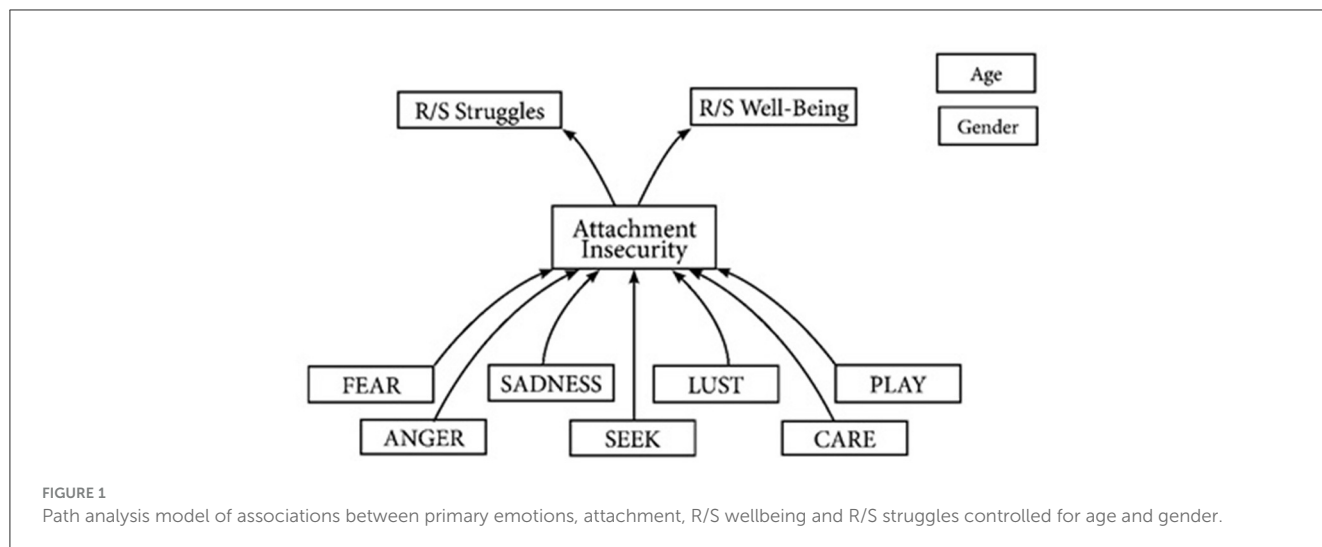 Age
R/S Struggles
R/S Well-Being
Gender
Attachment
Insecurity
FEAR
SADNESS
LUST
PLAY
ANGER
SEEK
CARE
FIGURE 1
Path analysis model of associations between primary emotions, attachment, R/S wellbeing and R/S struggles controlled for age and gender.